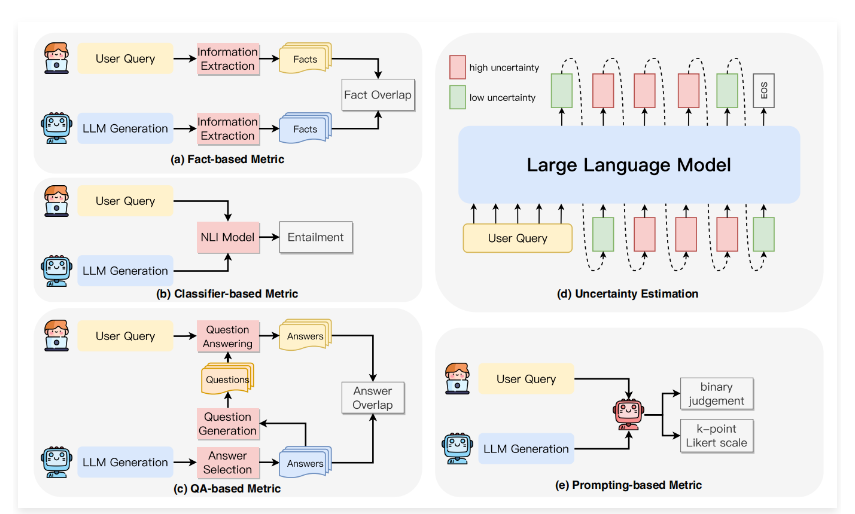 User Query
Information
Extraction
Facts
Fact Overlap
LLM Generation
Information
Extraction
Facts
(a) Fact-based Metric
User Query
NLI Model
Entailment
LLM Generation
(b) Classifier-based Metric
User Query
Question
Answering
Answers
Questions
Answer
Overlap
Question
Generation
LLM Generation
Answer
Selection
Answers
(c) QA-based Metric
high uncertainty
low uncertainty
EOS
Large Language Model
User Query
(d) Uncertainty Estimation
User Query
binary
judgement
LLM Generation
k-point
Likert scale
(e) Prompting-based Metric